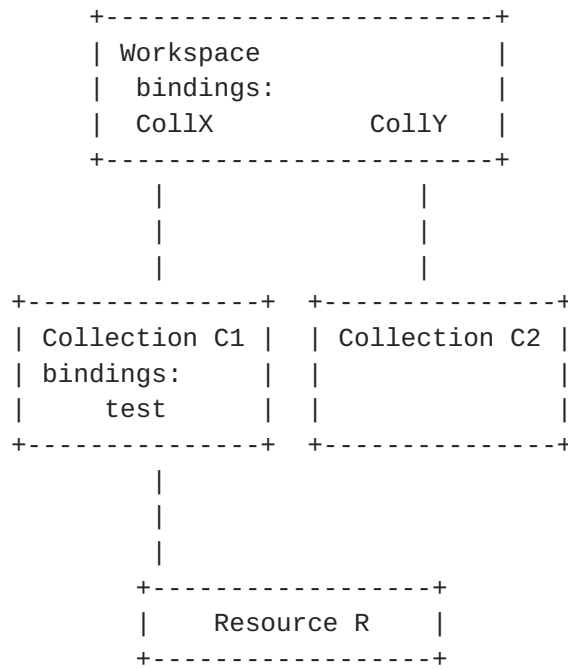 Workspace
bindings:
CollX CollY
Collection C1 Collection C2
bindings:
test
Resource R